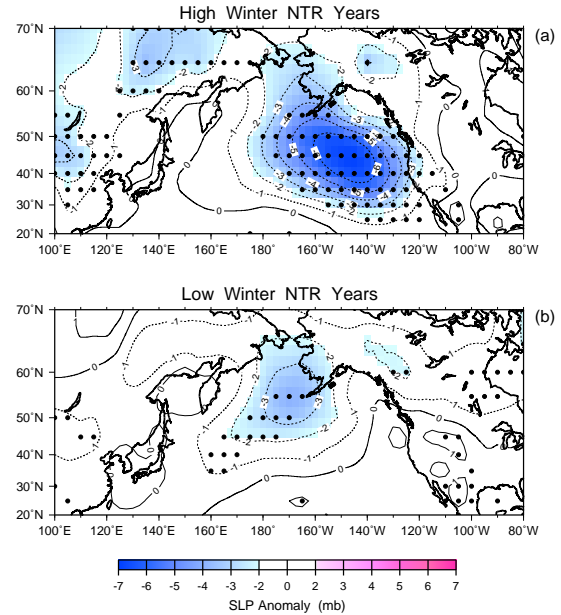 High Winter NTR Years
(a)
70˚N
60˚N
50˚N
40˚N
30˚N
20˚N
100˚E 120˚E 140˚E 160˚E 180˚ 160˚W 140˚W 120˚W 100˚W 80˚W
Low Winter NTR Years
(b)
70˚N
60˚N
50˚N
40˚N
30˚N
20˚N
100˚E 120˚E 140˚E 160˚E 180˚ 160˚W 140˚W 120˚W 100˚W 80˚W
-7 -6 -5 -4 -3 -2 0 2 3 4 5 6 7
SLP Anomaly (mb)